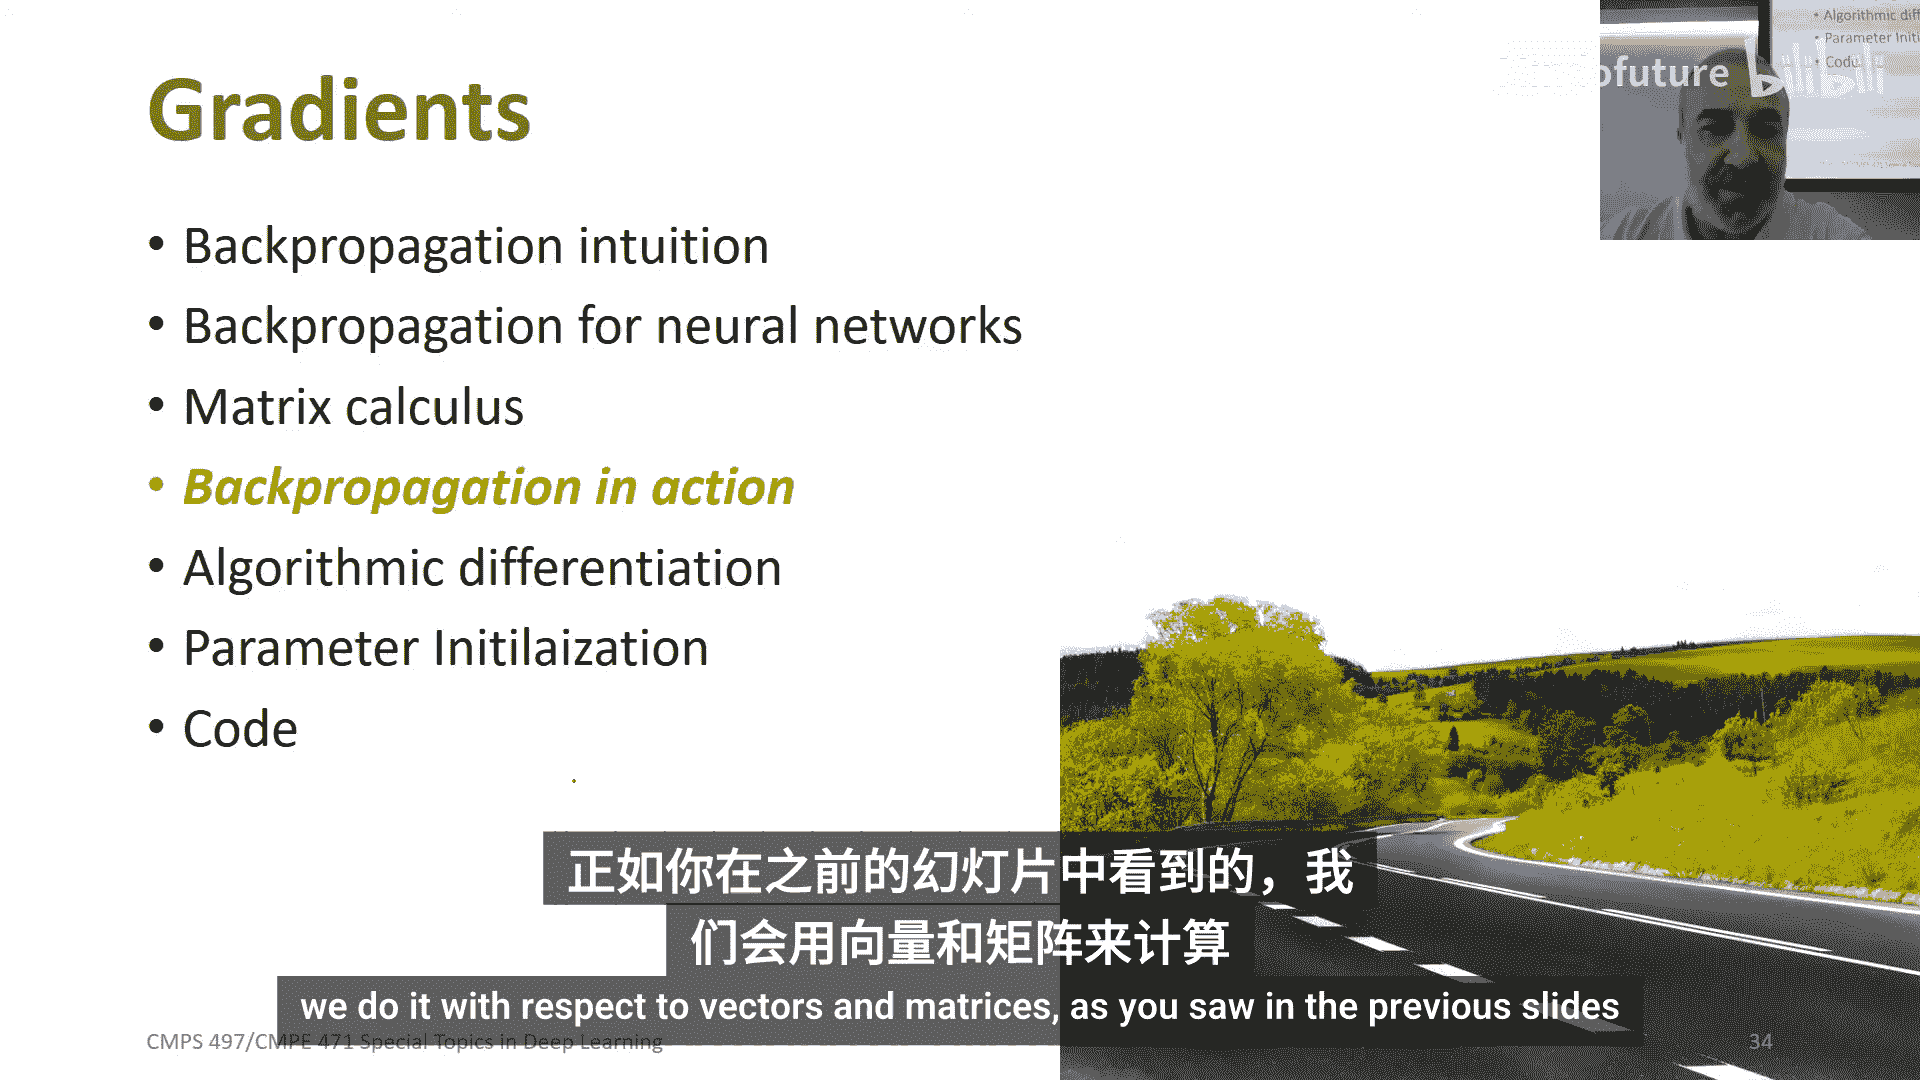 Gradients
• Algorithmic diff
• Parameter Initi
• Code
ofuture bilibili
• Backpropagation intuition
• Backpropagation for neural networks
• Matrix calculus
• Backpropagation in action
• Algorithmic differentiation
• Parameter Initilaization
• Code
正如你在之前的幻灯片中看到的，我
们会用向量和矩阵来计算
we do it with respect to vectors and matrices, as you saw in the previous slides
CMPS 497/CMPE 471 Special Topics in Deep Learning
34